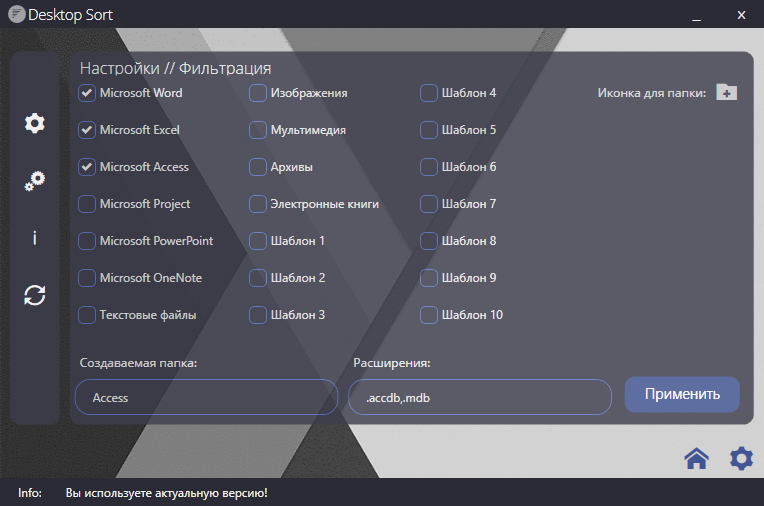 Desktop Sort
_ x
Настройки // Фильтрация
Microsoft Word
Изображения
Шаблон 4
Иконка для папки:
Microsoft Excel
Мультимедия
Шаблон 5
Microsoft Access
Архивы
Шаблон 6
Microsoft Project
Электронные книги
Шаблон 7
Microsoft PowerPoint
Шаблон 1
Шаблон 8
Microsoft OneNote
Шаблон 2
Шаблон 9
Текстовые файлы
Шаблон 3
Шаблон 10
Создаваемая папка:
Расширения:
Access
.accdb,.mdb
Применить
Info: Вы используете актуальную версию!